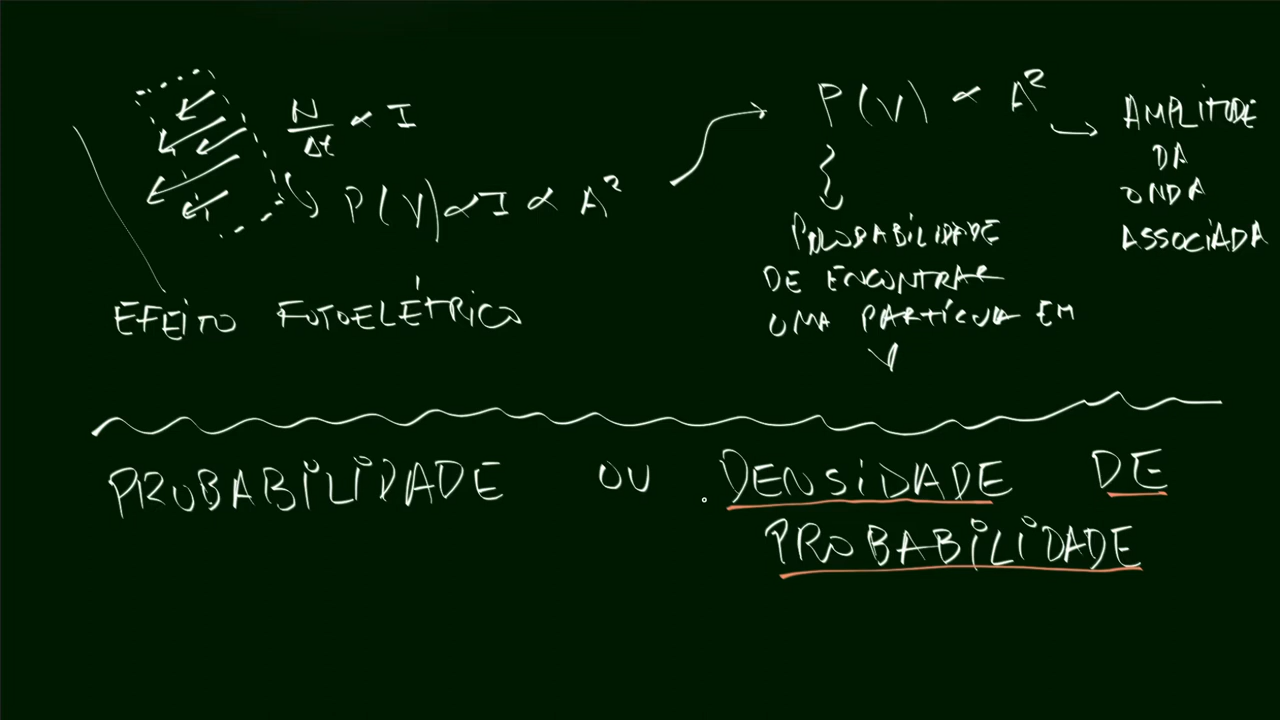 N/Δt ∝ I
P(V) ∝ I ∝ A²
EFEITO FOTOELÉTRICO
P(V) ∝ A²
PROBABILIDADE
DE ENCONTRAR
UMA PARTÍCULA EM
V
AMPLITUDE
DA
ONDA
ASSOCIADA
PROBABILIDADE OU DENSIDADE DE
PROBABILIDADE